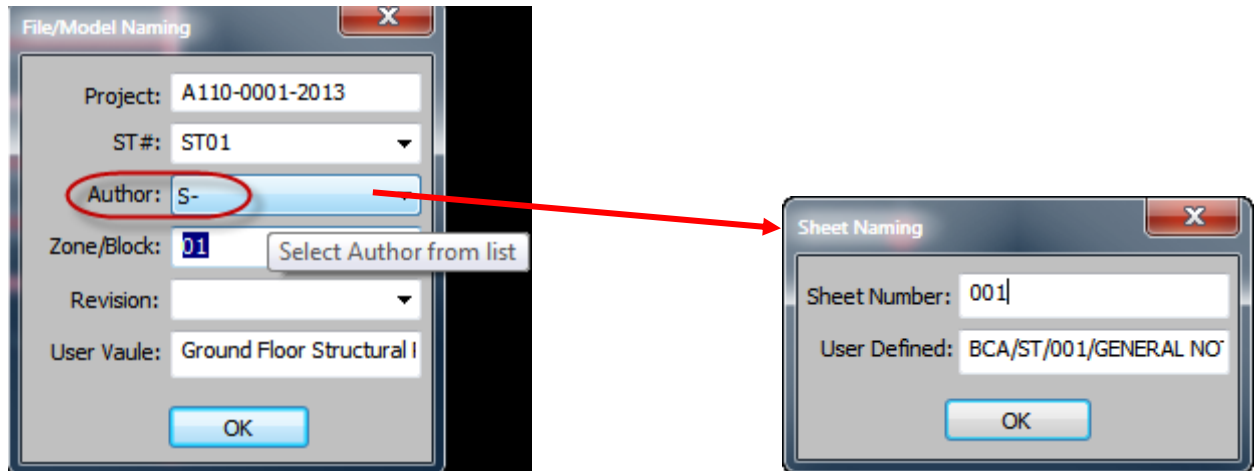 File/Model Naming
Project: A110-0001-2013
ST#: ST01
Author: S-
Zone/Block: 01
Select Author from list
Revision:
User Vaule: Ground Floor Structural
OK
Sheet Naming
Sheet Number: 001
User Defined: BCA/ST/001/GENERAL NO
OK